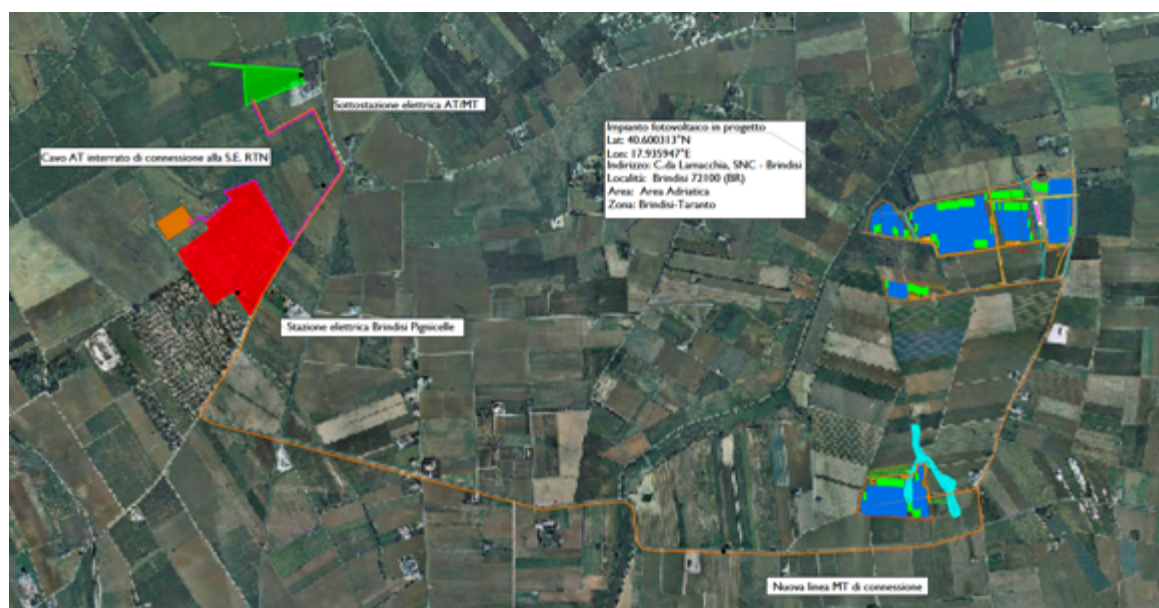 Sottostazione elettrica AT/MT
Cavo AT interrato di connessione alla S.E. RTN
Impianto fotovoltaico in progetto
Lat: 40.600313°N
Lon: 17.935947°E
Indirizzo: C.da Lamacchia, SNC - Brindisi
Località: Brindisi 72100 (BR)
Area: Area Adriatica
Zona: Brindisi-Taranto
Stazione elettrica Brindisi Pignicelle
Nuova linea MT di connessione